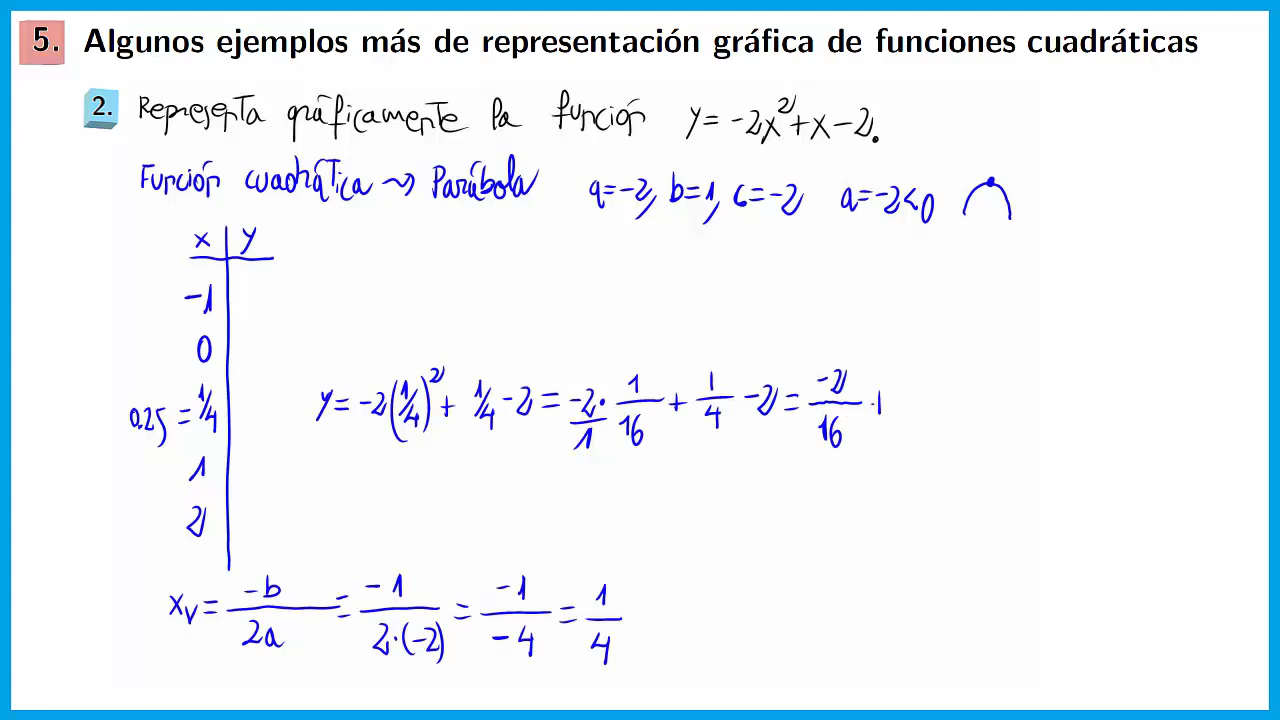 5. Algunos ejemplos más de representación gráfica de funciones cuadráticas
2. Representa gráficamente la función y = -2x² + x - 2.
Función cuadrática ⤳ Parábola a=-2, b=1, c=-2 a=-2<0
x | y
-1
0
0.25 = 1/4 y = -2(1/4)² + 1/4 - 2 = -2/1 · 1/16 + 1/4 - 2 = -2/16 +
1
2
xᵥ = -b/2a = -1/2·(-2) = -1/-4 = 1/4